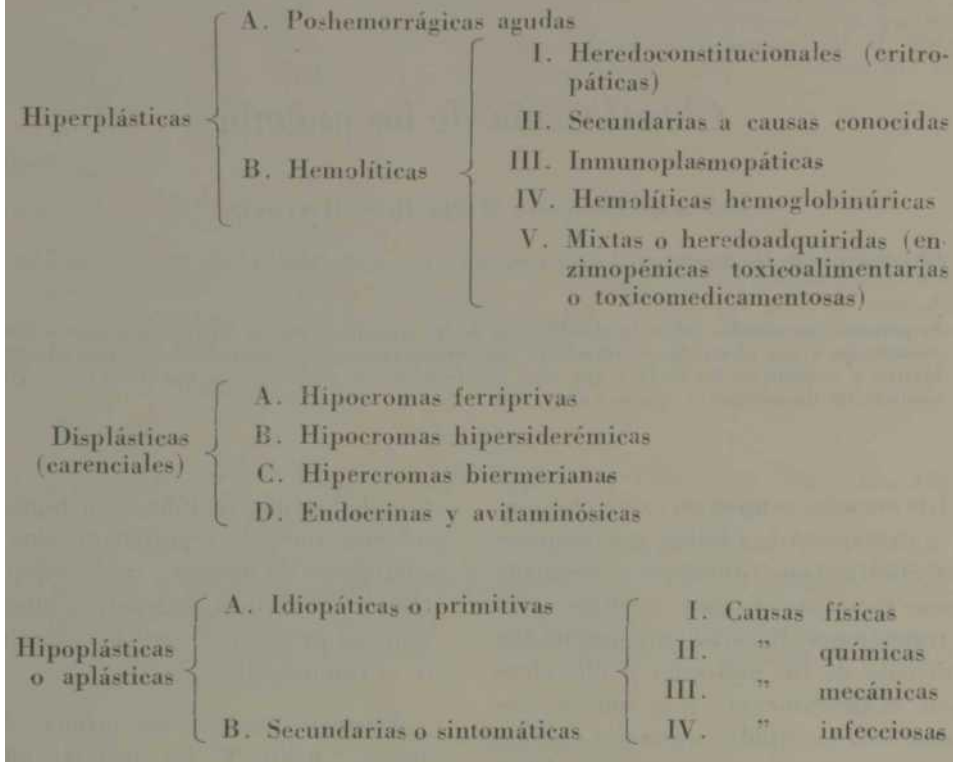 A. Poshemorrágicas agudas
Hiperplásticas
B. Hemolíticas
I. Heredoconstitucionales (critro-
páticas)
II. Secundarias a causas conocidas
III. Inmunoplasmopáticas
IV. Hemolíticas hemoglobinúricas
V. Mixtas o heredoadquiridas (en-
zimopénicas toxicoalimentarias
o toxicomedicamentosas)
Displásticas
(carenciales)
A. Hipocromas ferriprivas
B. Hipocromas hipersiderémicas
C. Hipercromas biermerianas
D. Endocrinas y avitaminósicas
Hipoplásticas
o aplásticas
A. Idiopáticas o primitivas
B. Secundarias o sintomáticas
I. Causas físicas
II. ” químicas
III. ” mecánicas
IV. ” infecciosas